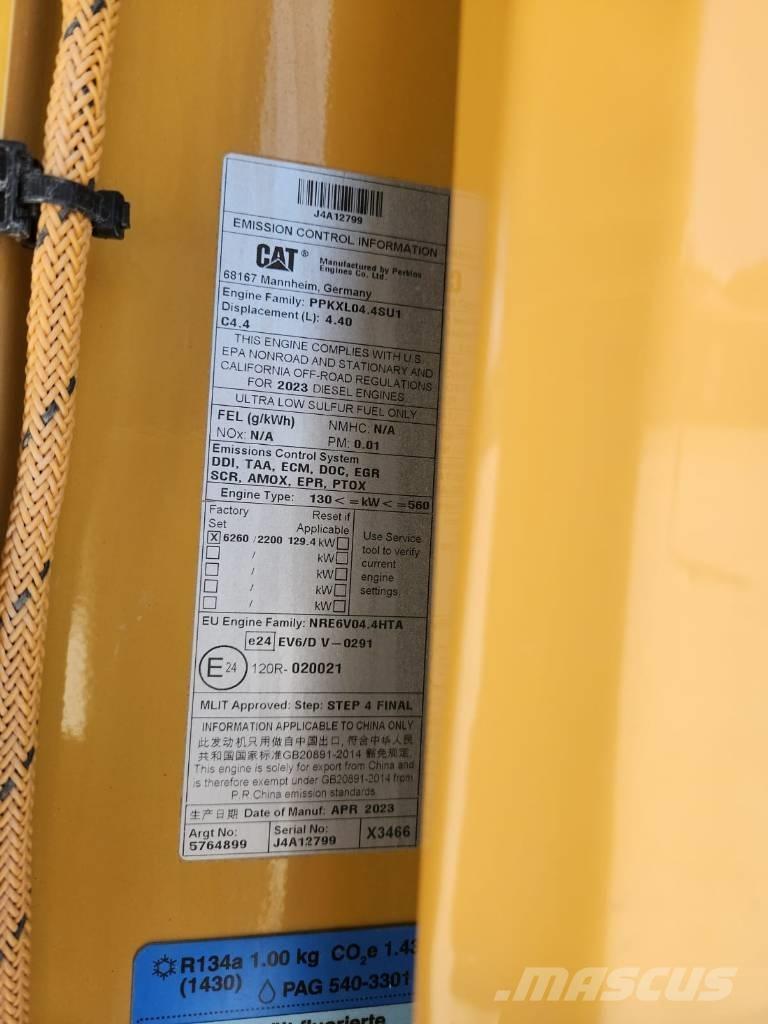 J4A12799
EMISSION CONTROL INFORMATION
CAT® Manufactured by Perkins
Engines Co. Ltd.
68167 Mannheim, Germany
Engine Family: PPKXL04.4SU1
Displacement (L): 4.40
C4.4
THIS ENGINE COMPLIES WITH U.S.
EPA NONROAD AND STATIONARY AND
CALIFORNIA OFF-ROAD REGULATIONS
FOR 2023 DIESEL ENGINES
ULTRA LOW SULFUR FUEL ONLY
FEL (g/kWh) NMHC: N/A
NOx: N/A PM: 0.01
Emissions Control System
DDI, TAA, ECM, DOC, EGR
SCR, AMOX, EPR, PTOX
Engine Type: 130 < = kW < = 560
Factory Set Reset if Applicable
X 6260 / 2200 129.4 kW
/ kW
/ kW
/ kW
/ kW
Use Service
tool to verify
current
engine
settings.
EU Engine Family: NRE6V04.4HTA
e24 EV6/D V-0291
E 24 120R- 020021
MLIT Approved: Step: STEP 4 FINAL
INFORMATION APPLICABLE TO CHINA ONLY
此发动机只用做自中国出口, 符合中华人民
共和国国家标准GB20891-2014 豁免规定.
This engine is solely for export from China and
is therefore exempt under GB20891-2014 from
P.R.China emission standards.
生产日期 Date of Manuf: APR 2023
Argt No: 5764899
Serial No: J4A12799
X3466
R134a 1.00 kg CO2e 1.43
(1430) PAG 540-3301
MASCUS